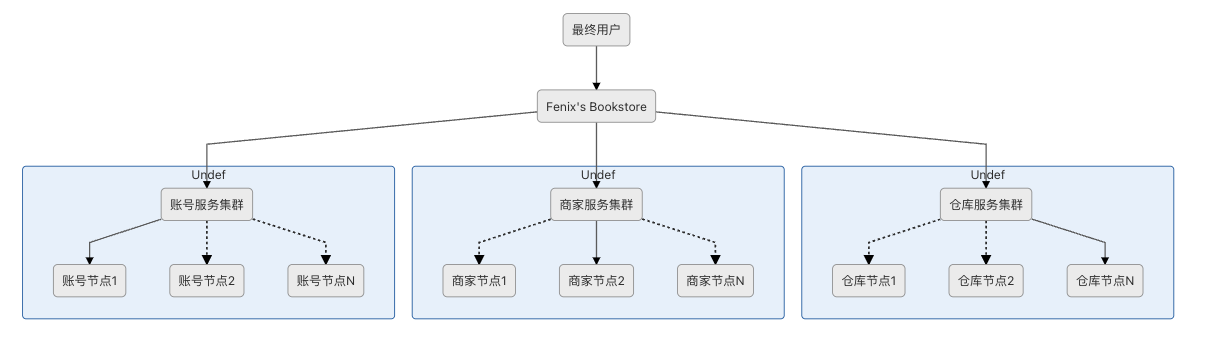 最终用户
Fenix's Bookstore
Undef
Undef
Undef
账号服务集群
商家服务集群
仓库服务集群
账号节点1
账号节点2
账号节点N
商家节点1
商家节点2
商家节点N
仓库节点1
仓库节点2
仓库节点N